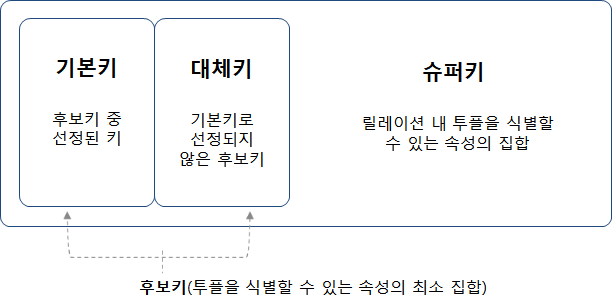 기본키
후보키 중
선정된 키
대체키
기본키로
선정되지
않은 후보키
슈퍼키
릴레이션 내 투플을 식별할
수 있는 속성의 집합
후보키(투플을 식별할 수 있는 속성의 최소 집합)